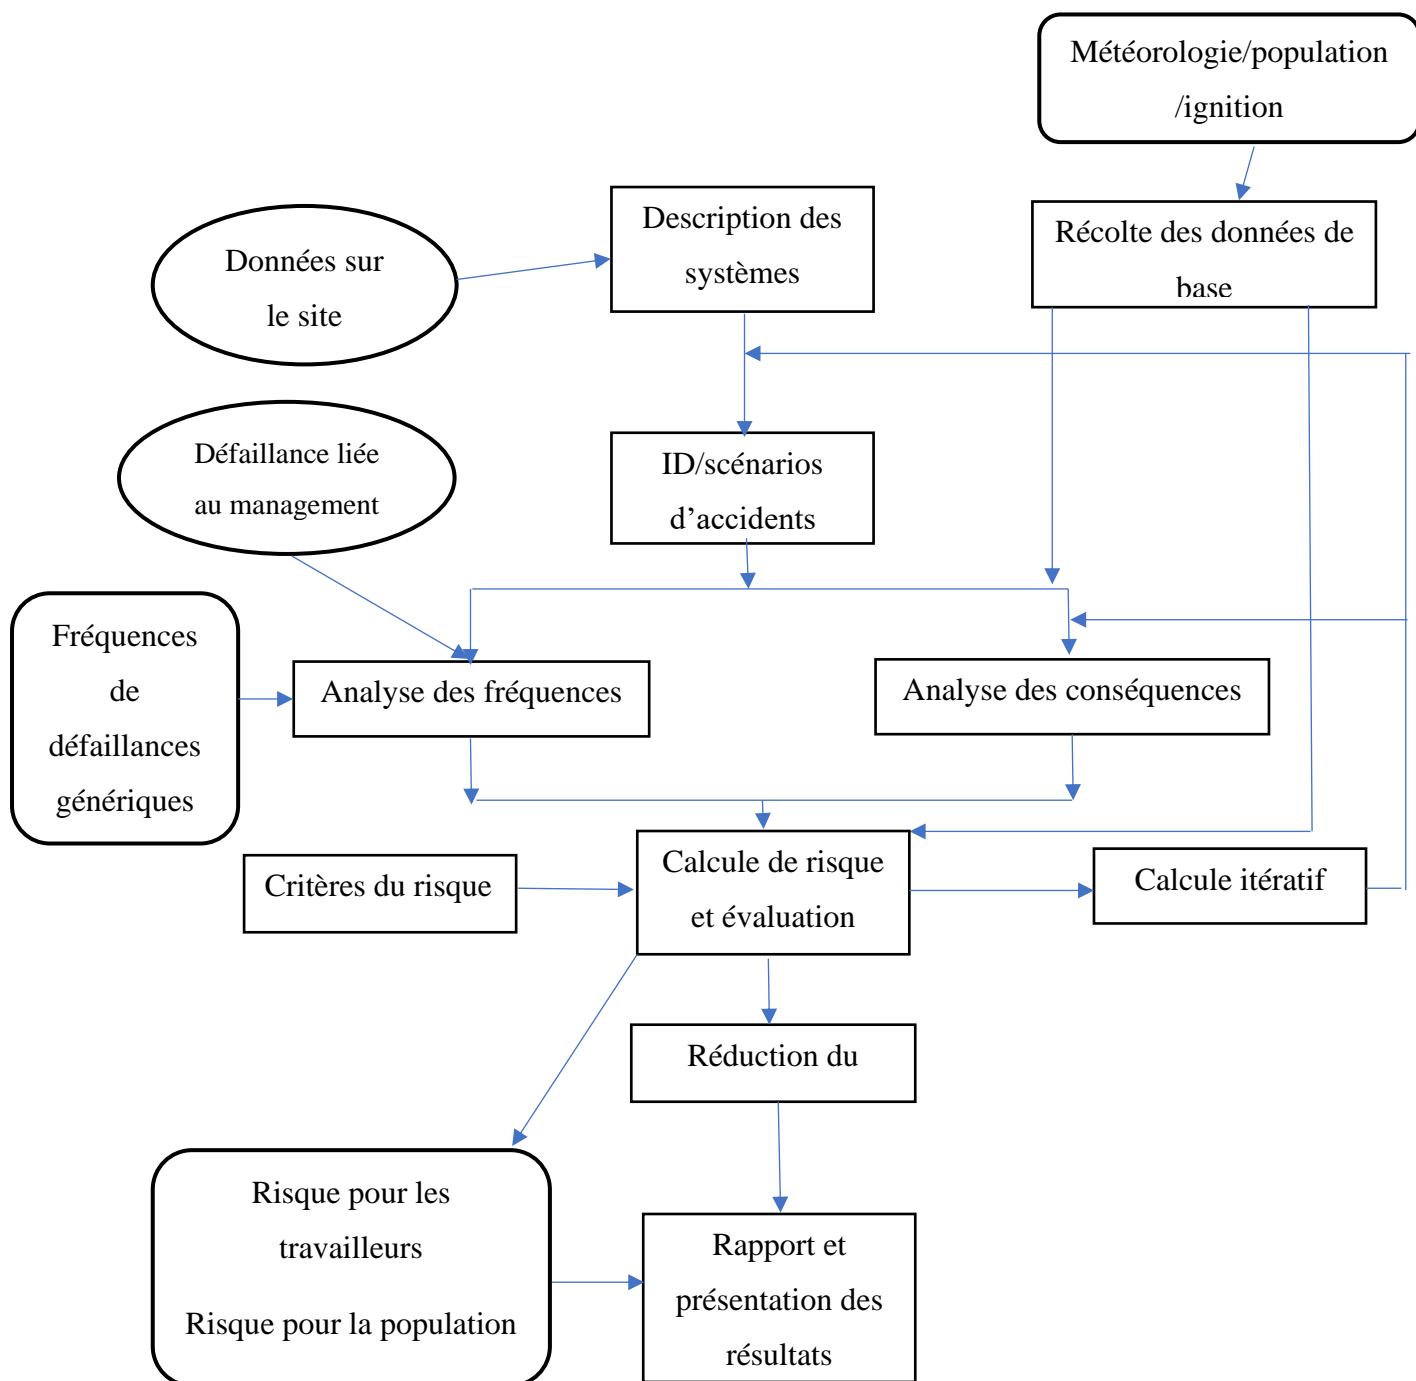 Météorologie/population
/ignition
Description des
systèmes
Récolte des données de
base
Données sur
le site
Défaillance liée
au management
ID/scénarios
d’accidents
Fréquences
de
défaillances
génériques
Analyse des fréquences
Analyse des conséquences
Critères du risque
Calcule de risque
et évaluation
Calcule itératif
Réduction du
Risque pour les
travailleurs
Risque pour la population
Rapport et
présentation des
résultats